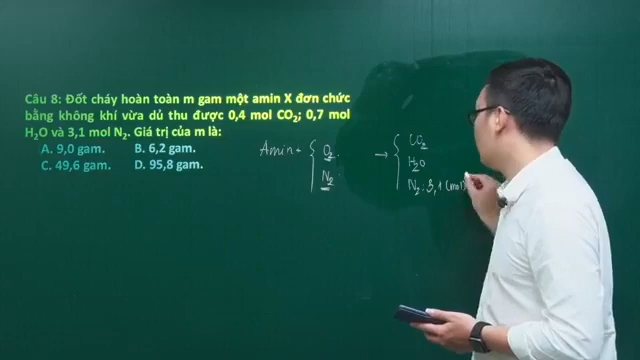 Câu 8: Đốt cháy hoàn toàn m gam một amin X đơn chức
bằng không khí vừa dủ thu được 0,4 mol CO₂; 0,7 mol
H₂O và 3,1 mol N₂. Giá trị của m là:
A. 9,0 gam. B. 6,2 gam.
C. 49,6 gam. D. 95,8 gam.
Amin + { O₂. → { CO₂
N₂ H₂O
N₂: 3,1 (mol)